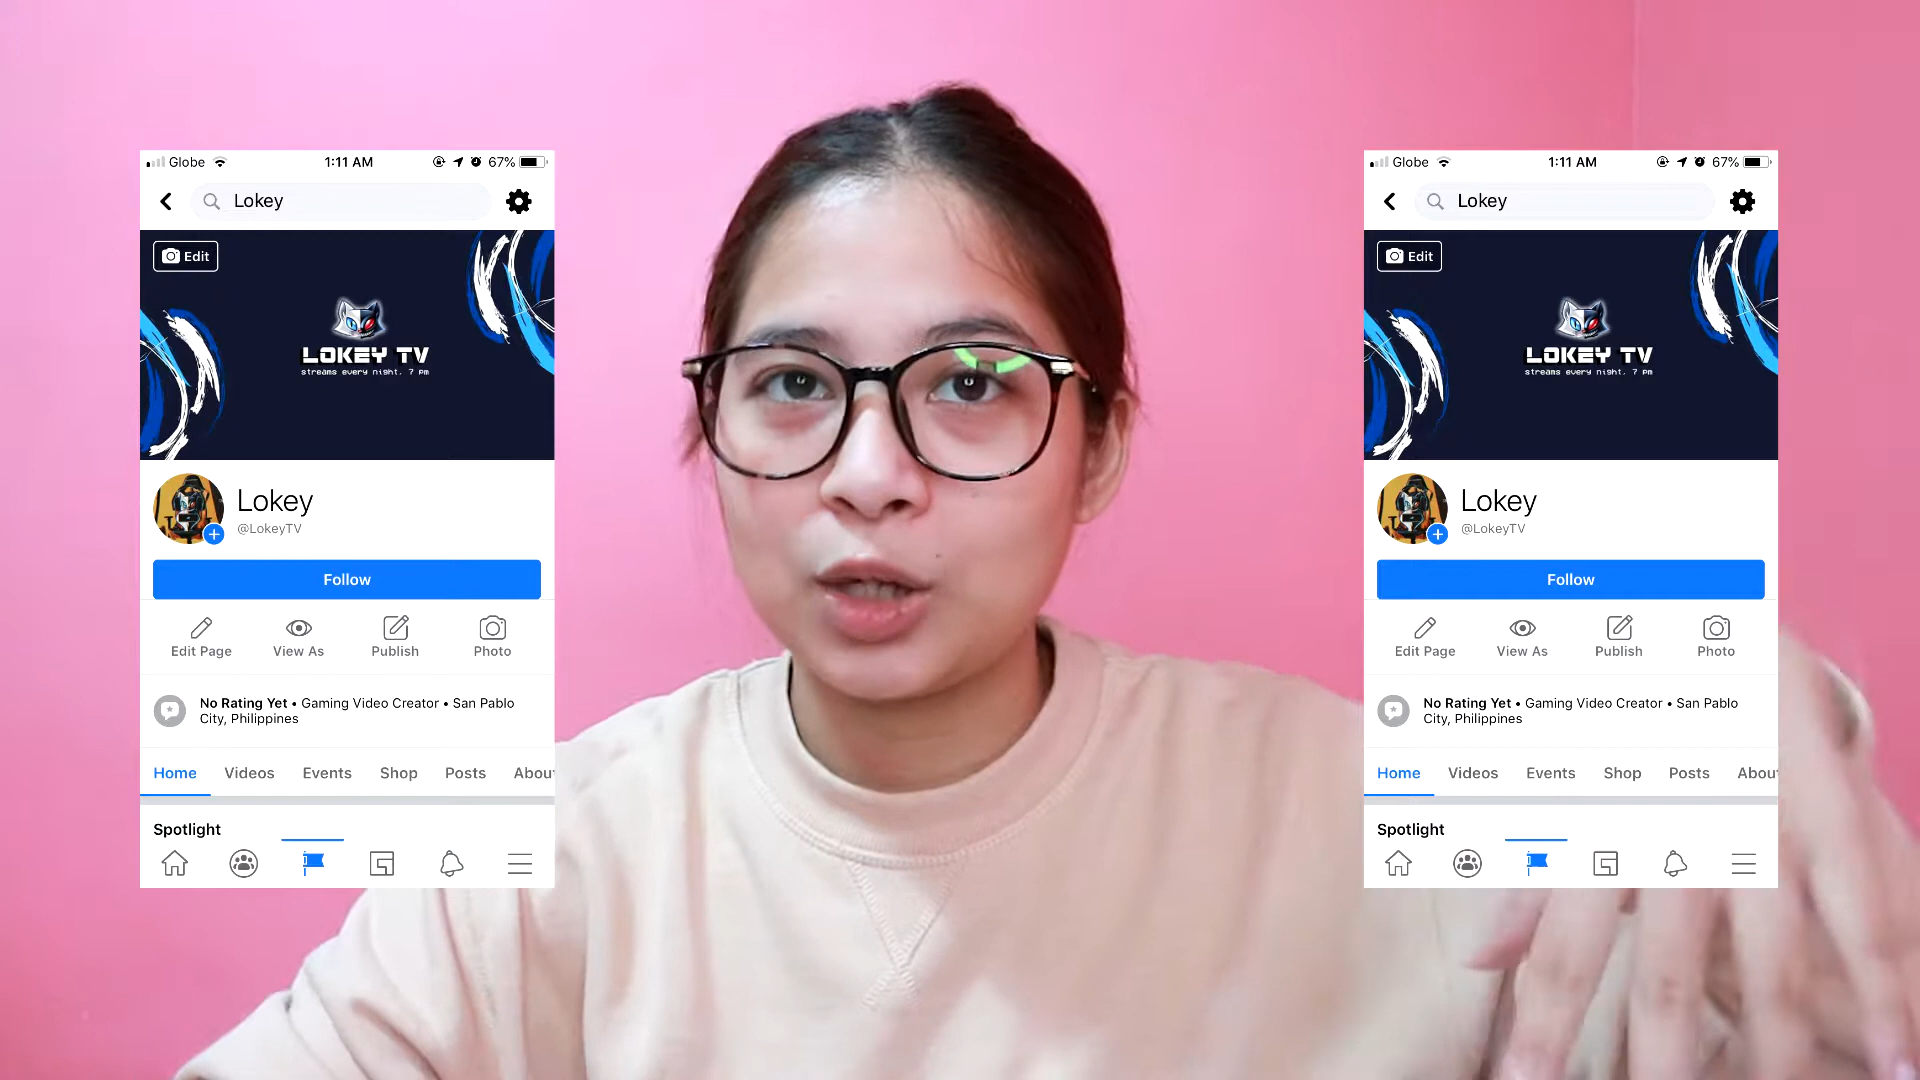 Globe 1:11 AM 67%
Lokey
Edit
LOKEY TV
streams every night, 7 pm
Lokey
@LokeyTV
Follow
Edit Page View As Publish Photo
No Rating Yet • Gaming Video Creator • San Pablo
City, Philippines
Home Videos Events Shop Posts Abou
Spotlight
Globe 1:11 AM 67%
Lokey
Edit
LOKEY TV
streams every night, 7 pm
Lokey
@LokeyTV
Follow
Edit Page View As Publish Photo
No Rating Yet • Gaming Video Creator • San Pablo
City, Philippines
Home Videos Events Shop Posts Abou
Spotlight